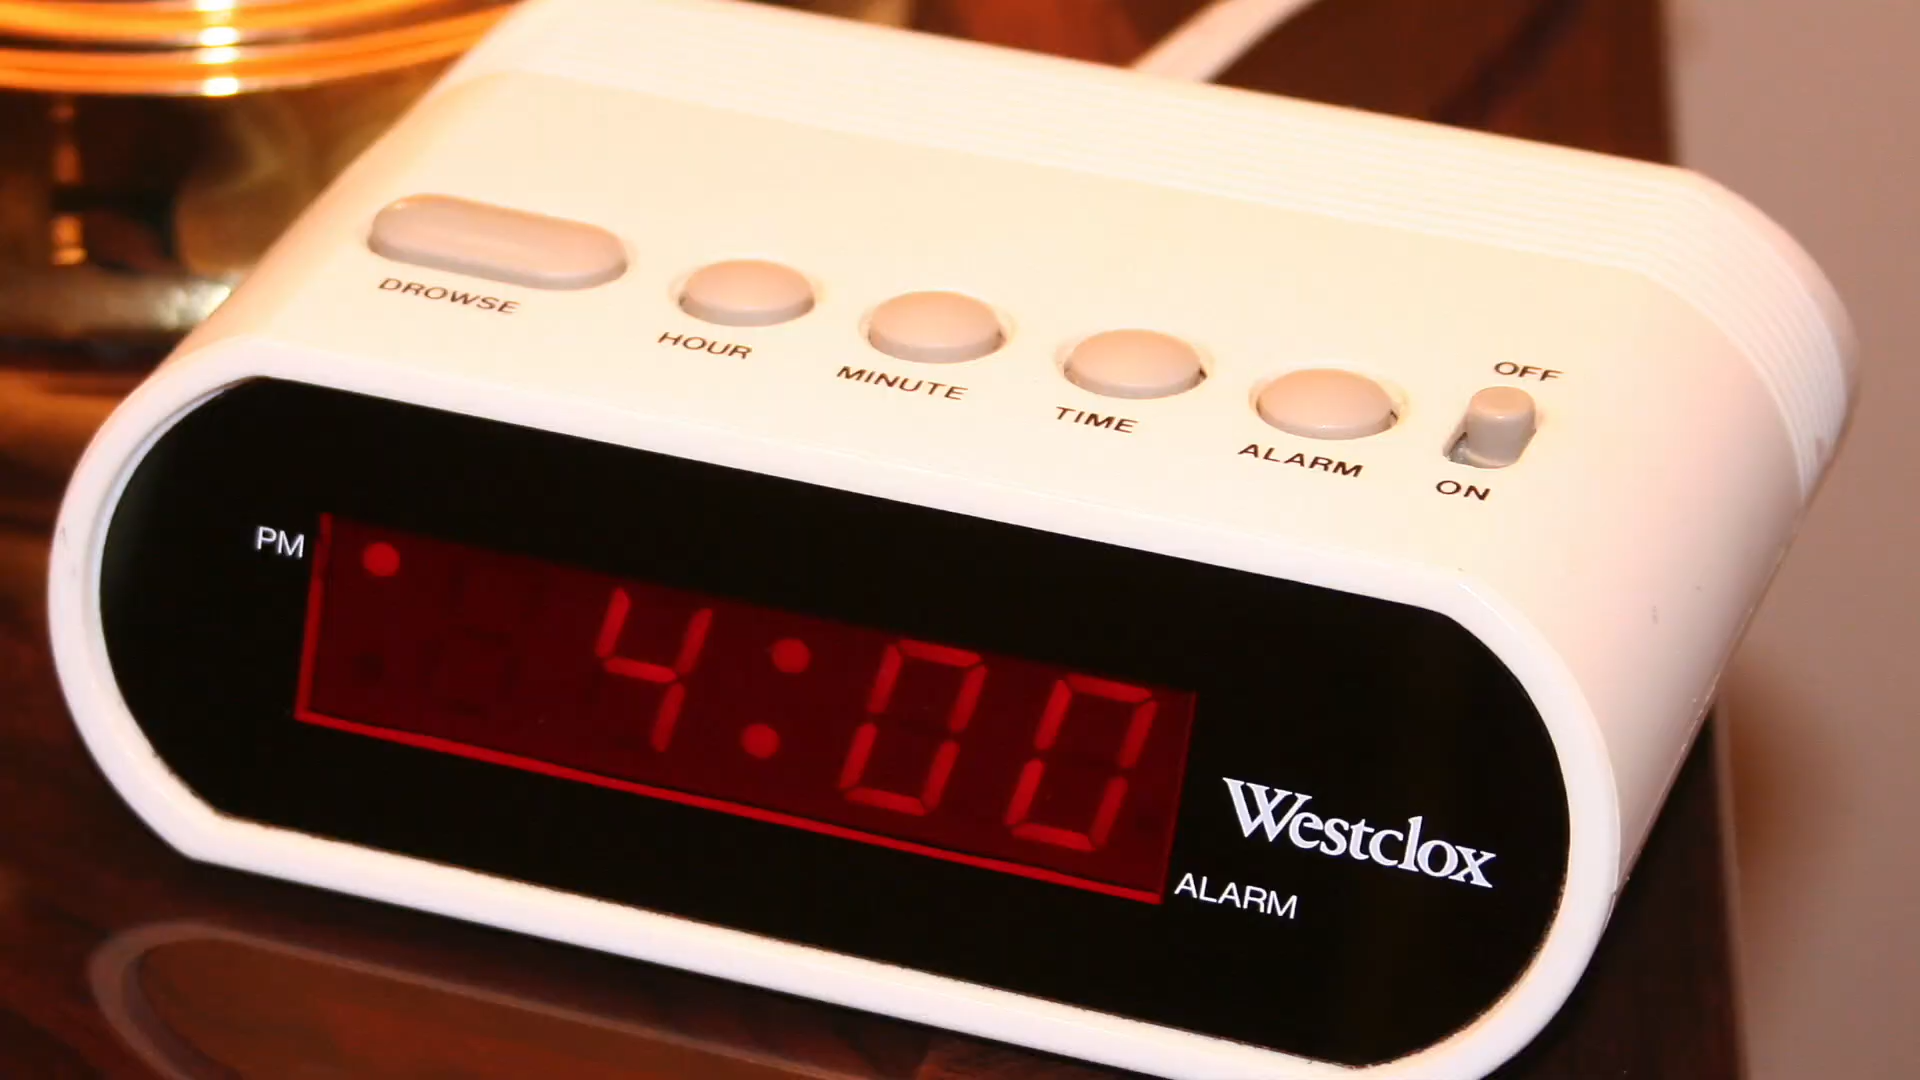 DROWSE
HOUR
MINUTE
TIME
ALARM
OFF
ON
PM
4:00
Westclox
ALARM